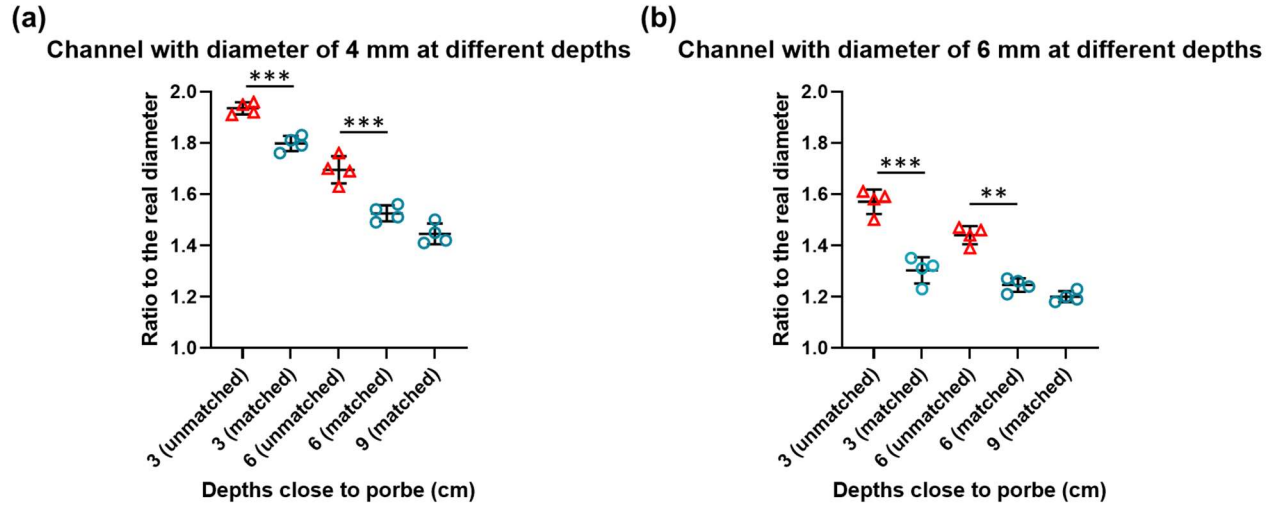 (a)
Channel with diameter of 4 mm at different depths
Ratio to the real diameter
2.0
1.8
1.6
1.4
1.2
1.0
***
***
3 (unmatched)
3 (matched)
6 (unmatched)
6 (matched)
9 (matched)
Depths close to porbe (cm)
(b)
Channel with diameter of 6 mm at different depths
Ratio to the real diameter
2.0
1.8
1.6
1.4
1.2
1.0
***
**
3 (unmatched)
3 (matched)
6 (unmatched)
6 (matched)
9 (matched)
Depths close to porbe (cm)